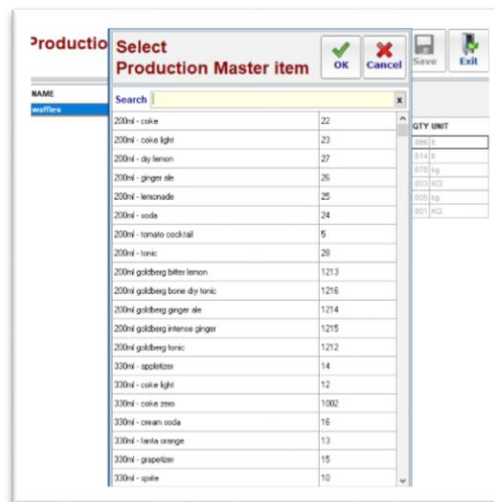 Productio
Select
Production Master item
OK
Cancel
Save
Exit
NAME
waffles
Search
x
QTY UNIT
200ml - coke 22
200ml - coke light 23
200ml - dry lemon 27
200ml - ginger ale 26
200ml - lemonade 25
200ml - soda 24
200ml - tomato cocktail 5
200ml - tonic 28
200ml goldberg bitter lemon 1213
200ml goldberg bone dry tonic 1216
200ml goldberg ginger ale 1214
200ml goldberg intense ginger 1215
200ml goldberg tonic 1212
330ml - appletizer 14
330ml - coke light 12
330ml - coke zero 1002
330ml - cream soda 16
330ml - fanta orange 13
330ml - grapetizer 15
330ml - sprite 10
kg
KG
kg
KG